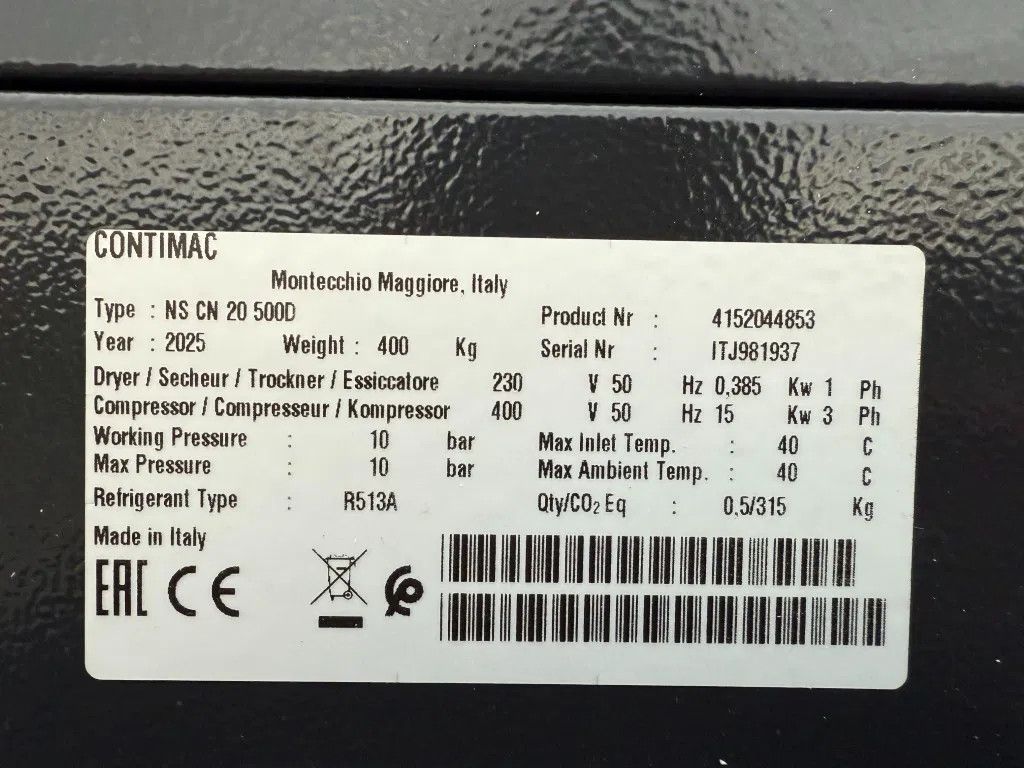 CONTIMAC
Montecchio Maggiore, Italy
Type : NS CN 20 500D
Product Nr : 4152044853
Year : 2025 Weight : 400 Kg
Serial Nr : ITJ981937
Dryer / Secheur / Trockner / Essiccatore 230 V 50 Hz 0,385 Kw 1 Ph
Compressor / Compresseur / Kompressor 400 V 50 Hz 15 Kw 3 Ph
Working Pressure : 10 bar
Max Inlet Temp. : 40 C
Max Pressure : 10 bar
Max Ambient Temp. : 40 C
Refrigerant Type : R513A
Qty/CO₂ Eq : 0,5/315 Kg
Made in Italy
EAC CE